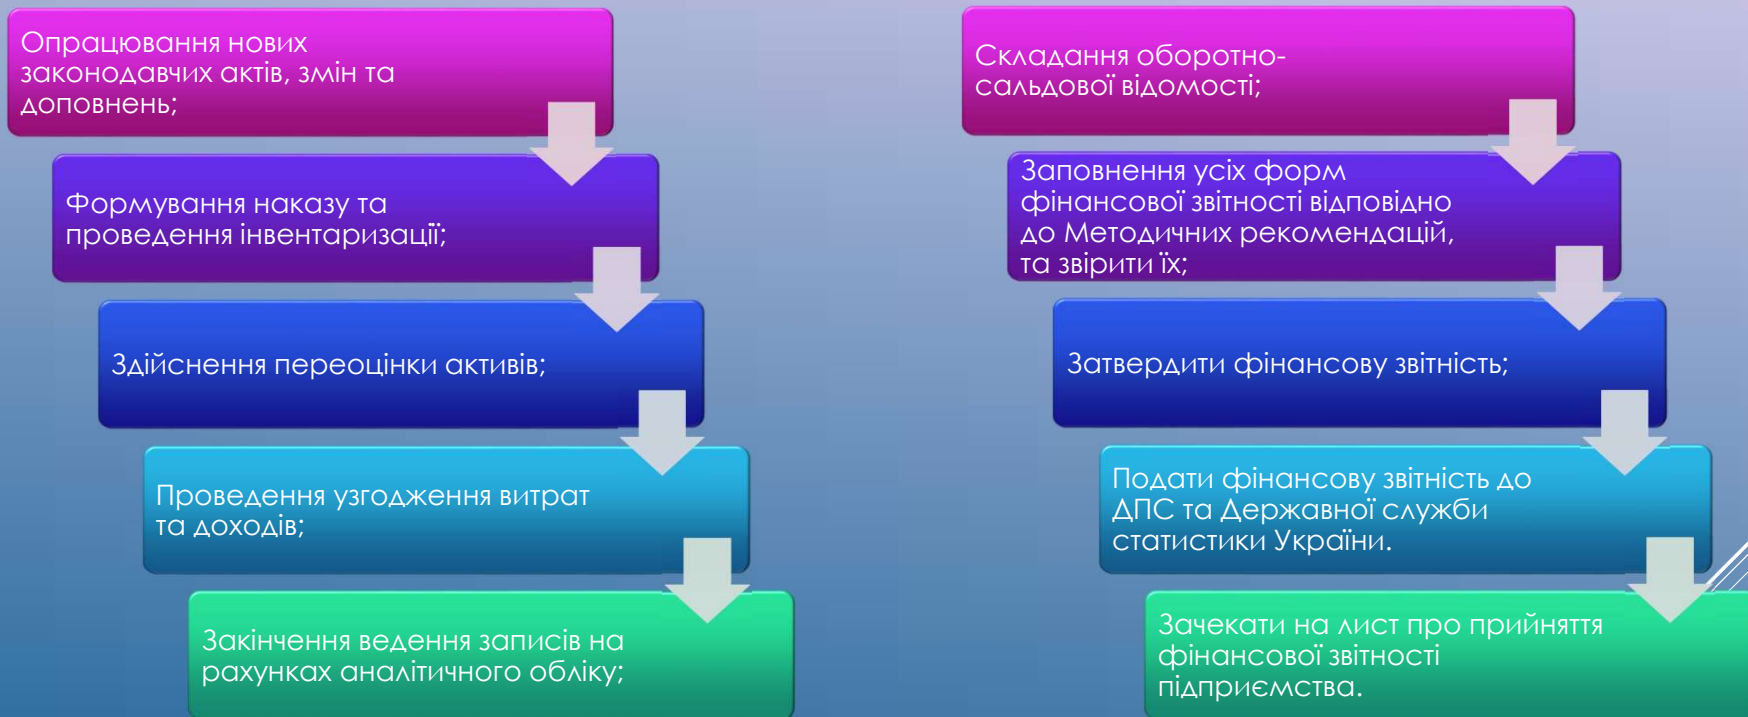 Опрацювання нових
законодавчих актів, змін та
доповнень;
Формування наказу та
проведення інвентаризації;
Здійснення переоцінки активів;
Проведення узгодження витрат
та доходів;
Закінчення ведення записів на
рахунках аналітичного обліку;
Складання оборотно-
сальдової відомості;
Заповнення усіх форм
фінансової звітності відповідно
до Методичних рекомендацій,
та звірити їх;
Затвердити фінансову звітність;
Подати фінансову звітність до
ДПС та Державної служби
статистики України.
Зачекати на лист про прийняття
фінансової звітності
підприємства.